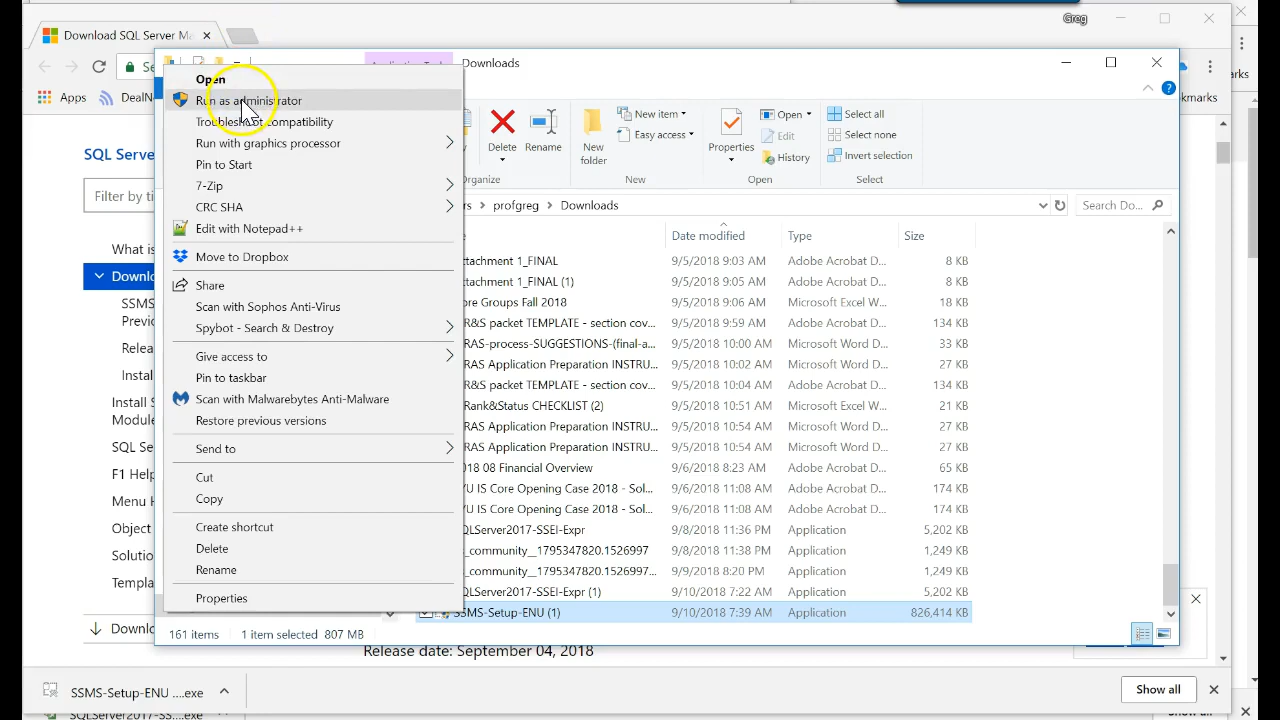 Greg
Download SQL Server Ma
Apps
DealN
SQL Serve
Filter by ti
What is
Downlo
SSMS
Previo
Relea
Instal
Install S
Module
SQL Se
F1 Help
Menu H
Object
Solutio
Templa
Downlo
Downloads
Open
Run as administrator
Troubleshoot compatibility
Run with graphics processor
Pin to Start
7-Zip
CRC SHA
Edit with Notepad++
Move to Dropbox
Share
Scan with Sophos Anti-Virus
Spybot - Search & Destroy
Give access to
Pin to taskbar
Scan with Malwarebytes Anti-Malware
Restore previous versions
Send to
Cut
Copy
Create shortcut
Delete
Rename
Properties
Delete
Rename
New folder
New item
Easy access
Properties
Open
Edit
History
Select all
Select none
Invert selection
rganize
New
Open
Select
rs > profgreg > Downloads
Search Do...
Date modified Type Size
ttachment 1_FINAL 9/5/2018 9:03 AM Adobe Acrobat D... 8 KB
ttachment 1_FINAL (1) 9/5/2018 9:05 AM Adobe Acrobat D... 8 KB
ore Groups Fall 2018 9/5/2018 9:06 AM Microsoft Excel W... 18 KB
R&S packet TEMPLATE - section cov... 9/5/2018 9:59 AM Adobe Acrobat D... 134 KB
RAS-process-SUGGESTIONS-(final-a... 9/5/2018 10:00 AM Microsoft Word D... 33 KB
RAS Application Preparation INSTRU... 9/5/2018 10:02 AM Microsoft Word D... 27 KB
R&S packet TEMPLATE - section cov... 9/5/2018 10:04 AM Adobe Acrobat D... 134 KB
Rank&Status CHECKLIST (2) 9/5/2018 10:51 AM Microsoft Excel W... 21 KB
RAS Application Preparation INSTRU... 9/5/2018 10:54 AM Microsoft Word D... 27 KB
RAS Application Preparation INSTRU... 9/5/2018 10:54 AM Microsoft Word D... 27 KB
018 08 Financial Overview 9/6/2018 8:23 AM Adobe Acrobat D... 65 KB
YU IS Core Opening Case 2018 - Sol... 9/6/2018 11:08 AM Adobe Acrobat D... 174 KB
YU IS Core Opening Case 2018 - Sol... 9/6/2018 11:08 AM Adobe Acrobat D... 174 KB
QLServer2017-SSEI-Expr 9/8/2018 11:36 PM Application 5,202 KB
_community__1795347820.1526997 9/8/2018 11:38 PM Application 1,249 KB
_community__1795347820.1526997... 9/9/2018 8:20 PM Application 1,249 KB
QLServer2017-SSEI-Expr (1) 9/10/2018 7:22 AM Application 5,202 KB
SSMS-Setup-ENU (1) 9/10/2018 7:39 AM Application 826,414 KB
161 items 1 item selected 807 MB
Release date: September 04, 2018
SSMS-Setup-ENU ....exe
Show all
SQLServer2017-SS....exe
Show all
arks
okmarks